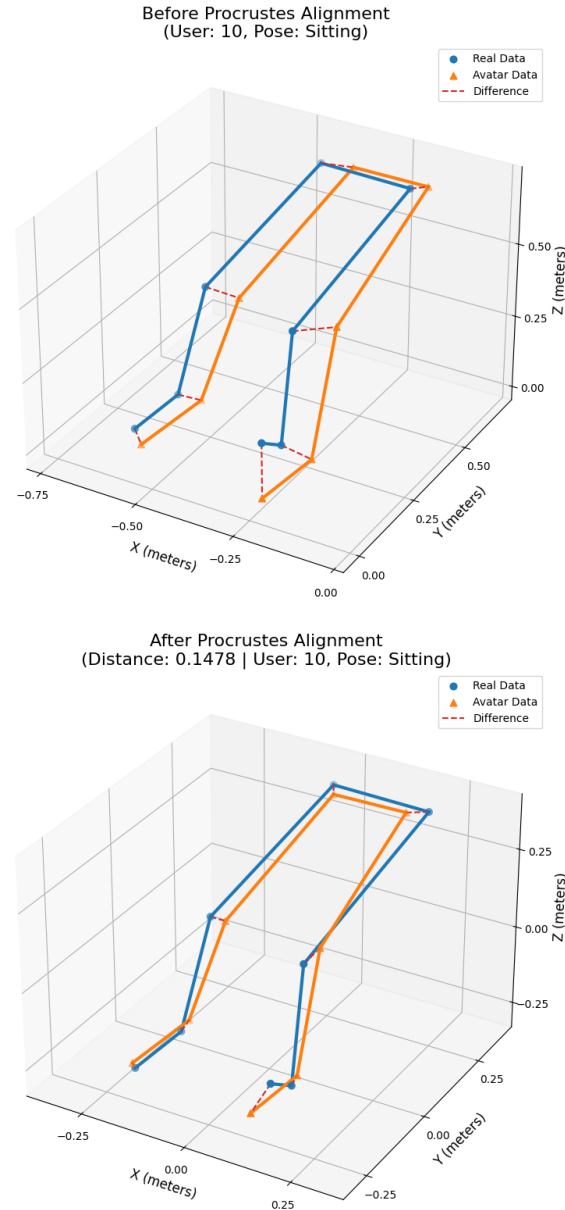 Before Procrustes Alignment
(User: 10, Pose: Sitting)
Real Data
Avatar Data
Difference
0.50
0.25
0.00
Z (meters)
0.50
0.25
0.00
Y (meters)
−0.75
−0.50
−0.25
0.00
X (meters)
After Procrustes Alignment
(Distance: 0.1478 | User: 10, Pose: Sitting)
Real Data
Avatar Data
Difference
0.25
0.00
−0.25
Z (meters)
0.25
0.00
−0.25
Y (meters)
−0.25
0.00
0.25
X (meters)